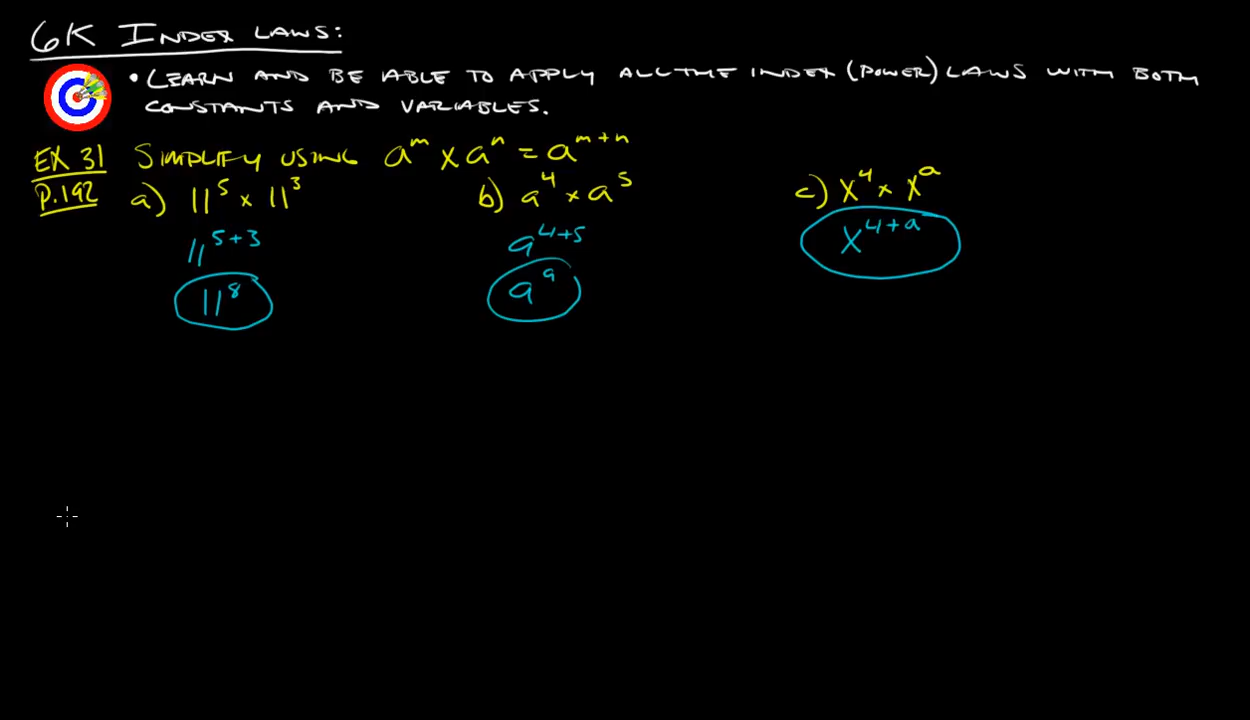 6K INDEX LAWS:
• LEARN AND BE ABLE TO APPLY ALL THE INDEX (POWER) LAWS WITH BOTH
CONSTANTS AND VARIABLES.
EX 31 SIMPLIFY USING a^m × a^n = a^(m+n)
P.192 a) 11^5 × 11^3 b) a^4 × a^5 c) x^4 × x^a
11^(5+3) a^(4+5) x^(4+a)
11^8 a^9